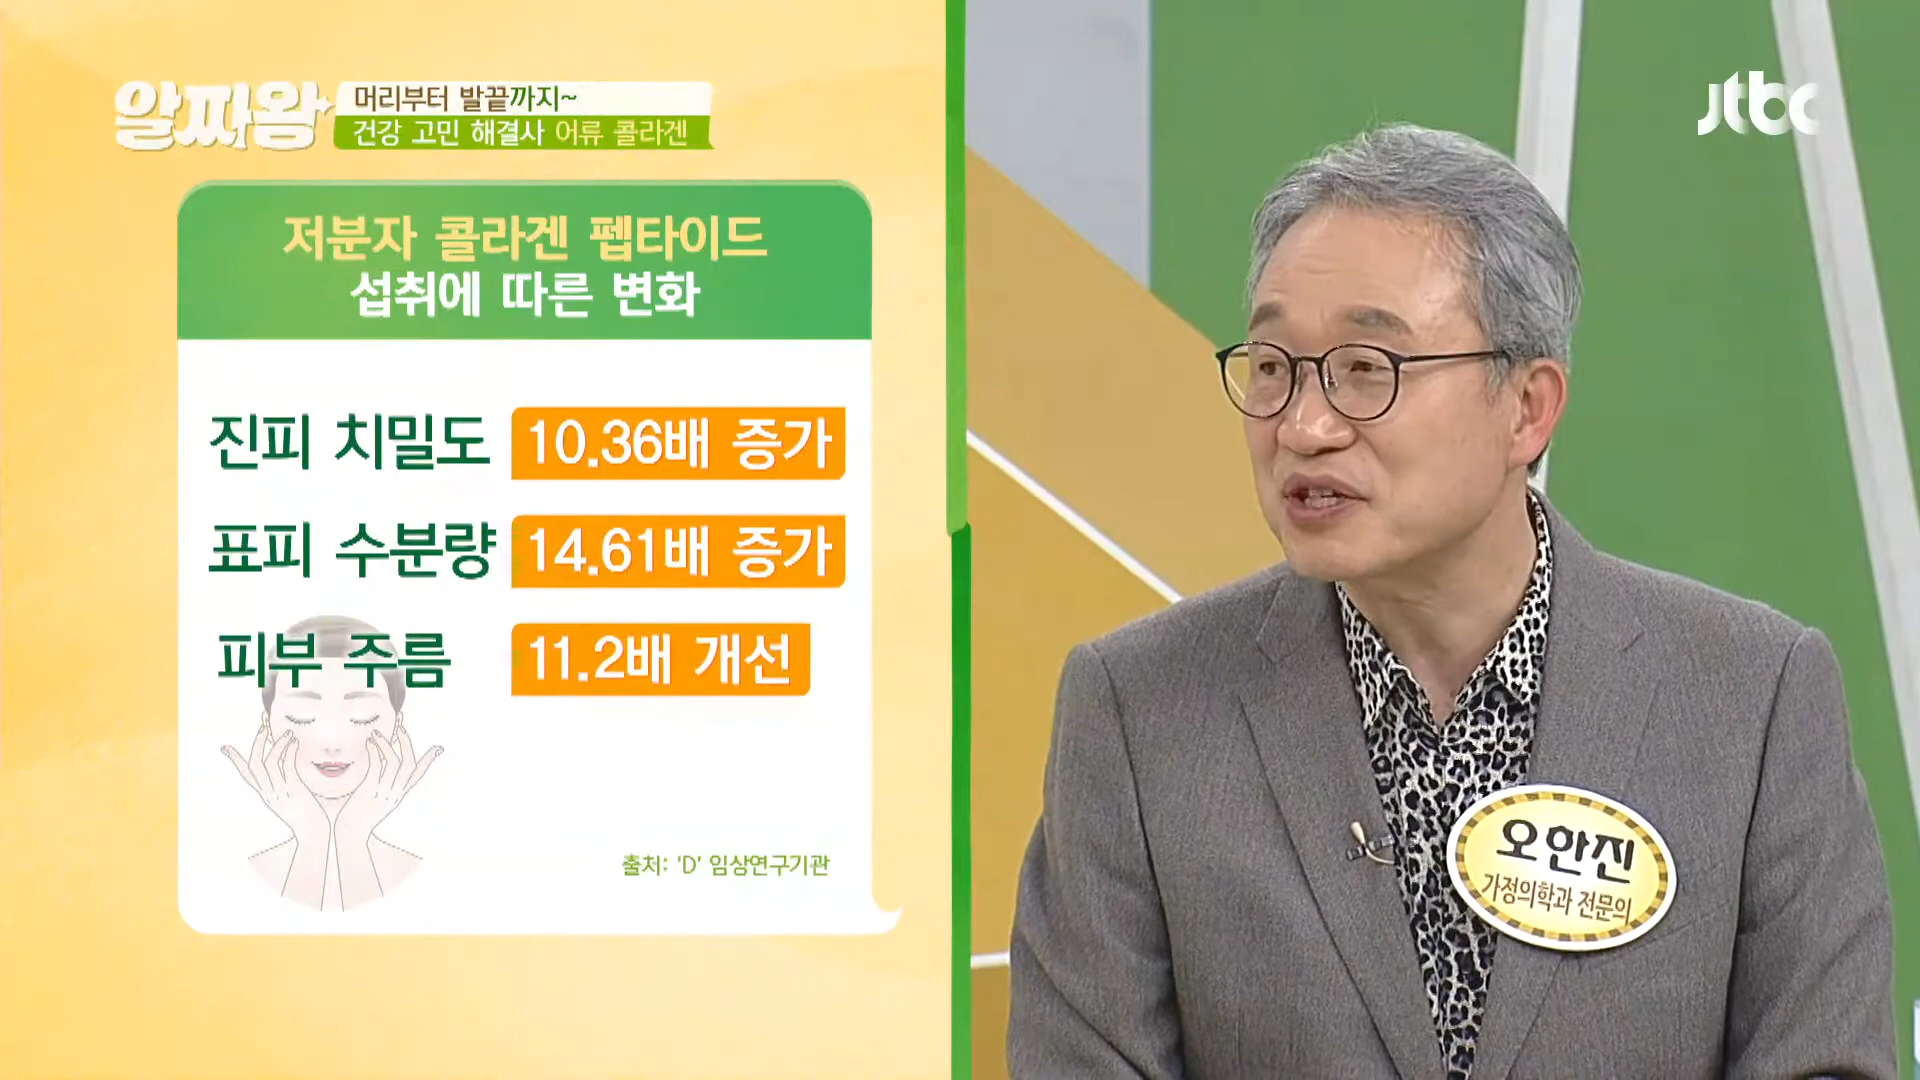 알짜왕
머리부터 발끝까지~
건강 고민 해결사 어류 콜라겐
jtbc
저분자 콜라겐 펩타이드
섭취에 따른 변화
진피 치밀도 10.36배 증가
표피 수분량 14.61배 증가
피부 주름 11.2배 개선
출처: 'D' 임상연구기관
오한진
가정의학과 전문의